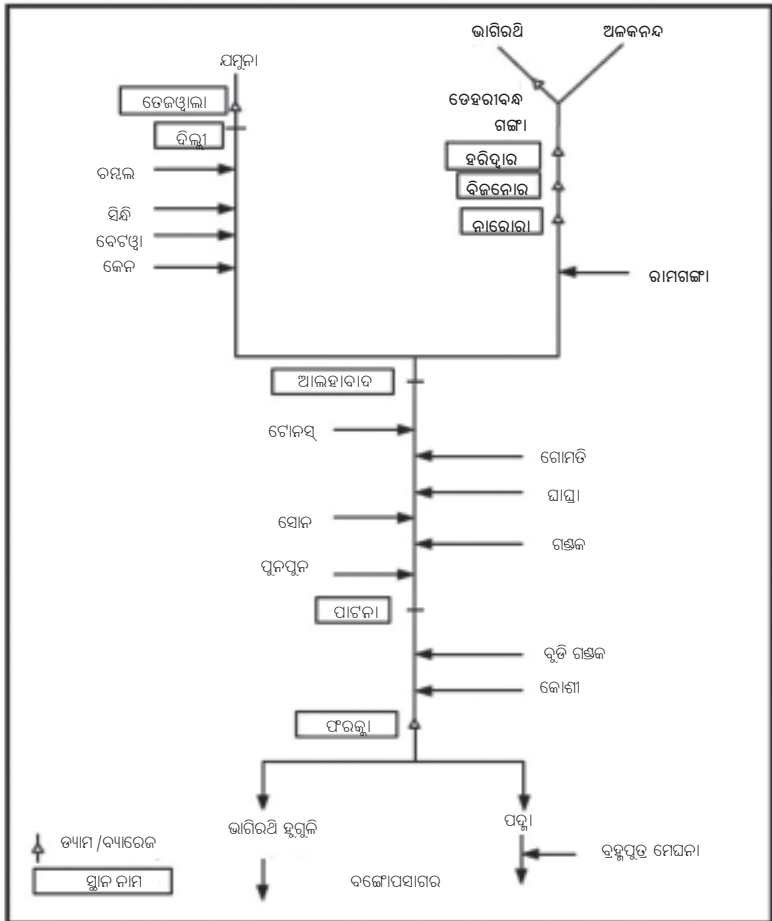 ଭାଗିରଥି
ଅଳକନନ୍ଦ
ଯମୁନା
ତେଜୱାଲା
ଡେହରୀବନ୍ଧ
ଗଙ୍ଗା
ଦିଲ୍ଲୀ
ହରିଦ୍ୱାର
ଚମ୍ବଲ
ବିଜନୋର
ସିନ୍ଧି
ନାରୋରା
ବେଟୱା
କେନ
ରାମଗଙ୍ଗା
ଆଲହାବାଦ
ଟୋନସ୍
ଗୋମତି
ଘାଘ୍ରା
ସୋନ
ଗଣ୍ଡକ
ପୁନପୁନ
ପାଟନା
ବୁଡି ଗଣ୍ଡକ
କୋଶୀ
ଫରକ୍କା
ଭାଗିରଥି ହୁଗୁଳି
ପଦ୍ମା
ଡ୍ୟାମ /ବ୍ୟାରେଜ
ବ୍ରହ୍ମପୁତ୍ର ମେଘନା
ସ୍ଥାନ ନାମ
ବଙ୍ଗୋପସାଗର